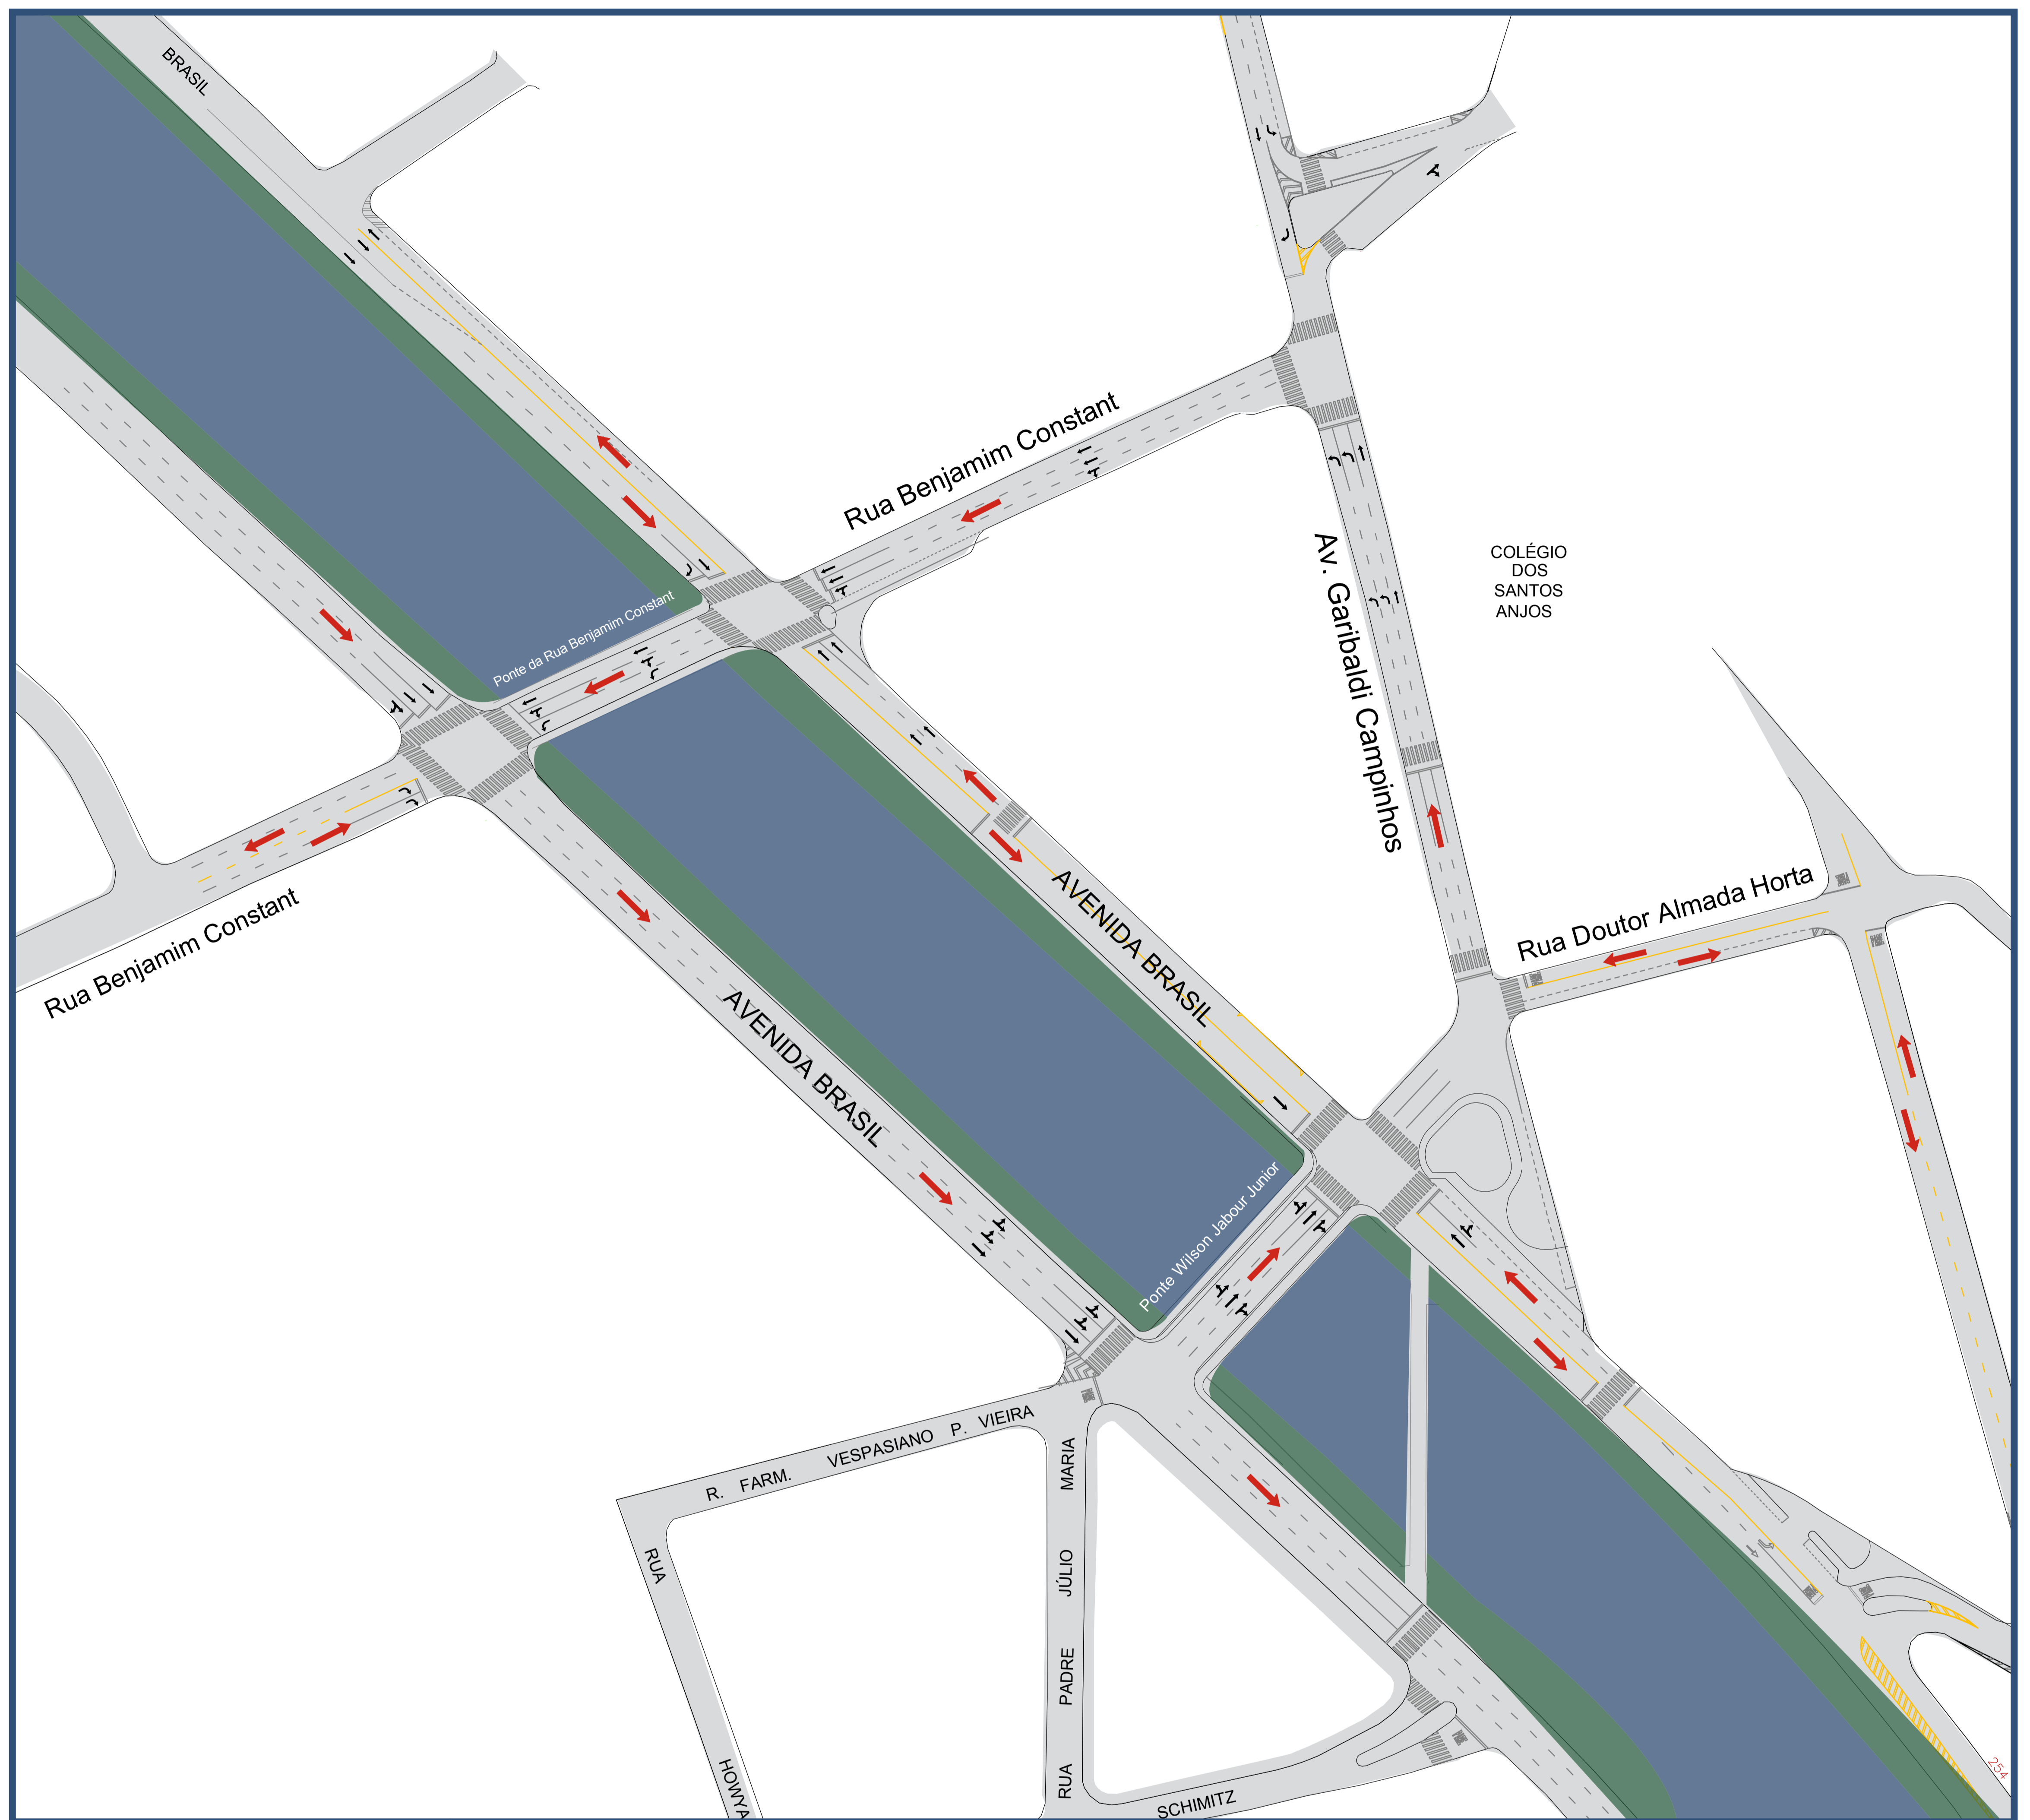 BRASIL
Rua Benjamim Constant
COLÉGIO
DOS
SANTOS
ANJOS
Av. Garibaldi Campinhos
Ponte da Rua Benjamim Constant
Rua Doutor Almada Horta
AVENIDA BRASIL
Rua Benjamim Constant
AVENIDA BRASIL
Ponte Wilson Jabour Junior
R. FARM. VESPASIANO P. VIEIRA
RUA PADRE JÚLIO MARIA
RUA
HOWYA
SCHIMITZ
254